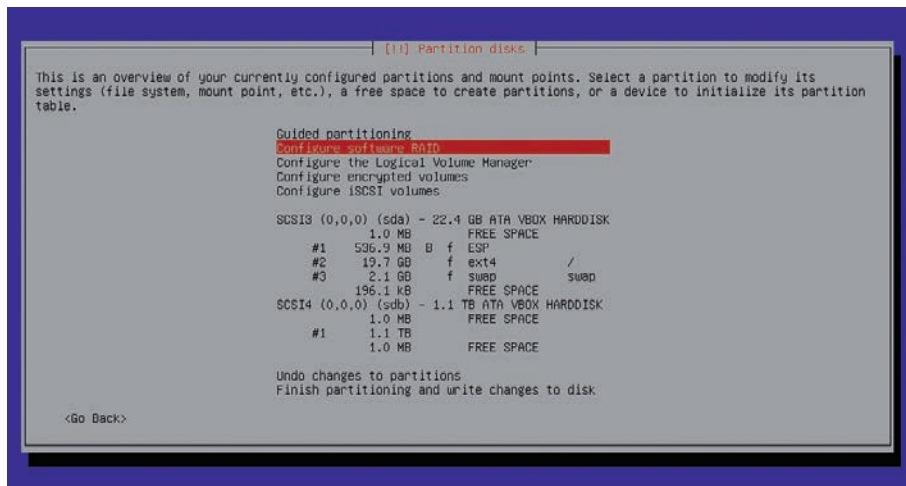 [!!] Partition disks
This is an overview of your currently configured partitions and mount points. Select a partition to modify its
settings (file system, mount point, etc.), a free space to create partitions, or a device to initialize its partition
table.
Guided partitioning
Configure software RAID
Configure the Logical Volume Manager
Configure encrypted volumes
Configure iSCSI volumes
SCSI3 (0,0,0) (sda) - 22.4 GB ATA VBOX HARDDISK
1.0 MB FREE SPACE
#1 536.9 MB B f ESP
#2 19.7 GB f ext4 /
#3 2.1 GB f swap swap
196.1 kB FREE SPACE
SCSI4 (0,0,0) (sdb) - 1.1 TB ATA VBOX HARDDISK
1.0 MB FREE SPACE
#1 1.1 TB
1.0 MB FREE SPACE
Undo changes to partitions
Finish partitioning and write changes to disk
<Go Back>